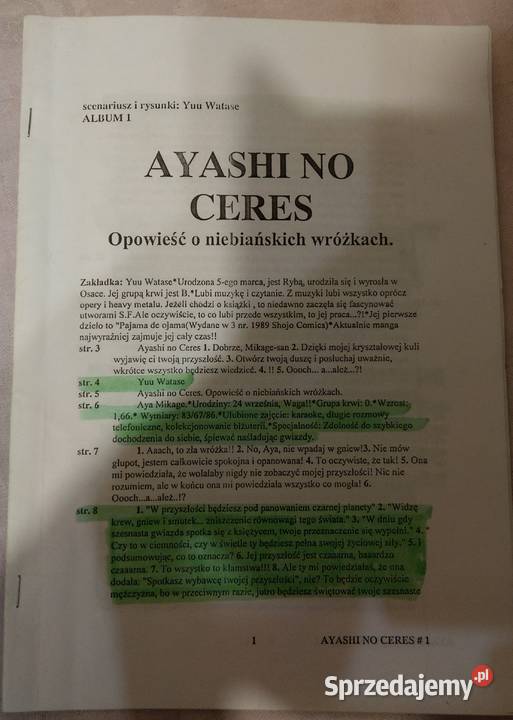 scenariusz i rysunki: Yuu Watase
ALBUM 1
AYASHI NO
CERES
Opowieść o niebiańskich wróżkach.
Zakładka: Yuu Watase*Urodzona 5-ego marca, jest Rybą, urodziła się i wyrosła w
Osace. Jej grupą krwi jest B.*Lubi muzykę i czytanie. Z muzyki lubi wszystko oprócz
opery i heavy metalu. Jeżeli chodzi o książki , to niedawno zaczęła się fascynować
utworami S.F.Ale oczywiście, to co lubi przede wszystkim, to jej praca...?!*Jej pierwsze
dzieło to "Pajama de ojama(Wydane w 3 nr. 1989 Shojo Comica)*Aktualnie manga
najwyraźniej zajmuje jej cały czas!!
str. 3 Ayashi no Ceres 1. Dobrze, Mikage-san 2. Dzięki mojej kryształowej kuli
wyjawię ci twoją przyszłość. 3. Otwórz twoją duszę i posłuchaj uważnie,
wkrótce wszystko będziesz wiedzieć. 4. !! 5. Oooch... a...ależ...?!
str. 4 Yuu Watase
str. 5 Ayashi no Ceres. Opowieść o niebiańskich wróżkach.
str. 6 Aya Mikage.*Urodziny: 24 września, Waga!!*Grupa krwi: 0.*Wzrost:
1,66.* Wymiary: 83/67/86.*Ulubione zajęcie: karaoke, długie rozmowy
telefoniczne, kolekcjonowanie biżuterii.*Specjalność: Zdolność do szybkiego
dochodzenia do siebie, śpiewać naśladując gwiazdy.
str. 7 1. Aaach, to zła wróżka!! 2. No, Aya, nie wpadaj w gniew!3. Nie mów
głupot, jestem całkowicie spokojna i opanowana! 4. To oczywiste, że tak! 5. Ona
mi powiedziała, że wolałaby nigdy nie zobaczyć mojej przyszłości! Nic nie
rozumiem, ale w końcu ona mi powiedziała wszystko co mogła! 6.
Oooch...a...ależ..!?
str. 8 1. "W przyszłości będziesz pod panowaniem czarnej planety" 2. "Widzę
krew, gniew i smutek... zniszczenie równowagi tego świata." 3. "W dniu gdy
szesnasta gwiazda spotka się z księżycem, twoje przeznaczenie się wypełni." 4. "
Czy to w ciemności, czy w świetle ty będziesz pełna swojej życiowej siły." 5. I
podsumowując, co to oznacza? 6. Jej przyszłość jest czaarna, baaardzo
czaaarna. 7. To wszystko to kłamstwa!!! 8. Ale ty mi powiedziałaś, że ona
dodała: "Spotkasz wybawcę twojej przyszłości", nie? To będzie oczywiście
mężczyzna, bo w przeciwnym razie, jutro będziesz świętować twoje szesnaste
1 AYASHI NO CERES # 1
Sprzedajemy.pl